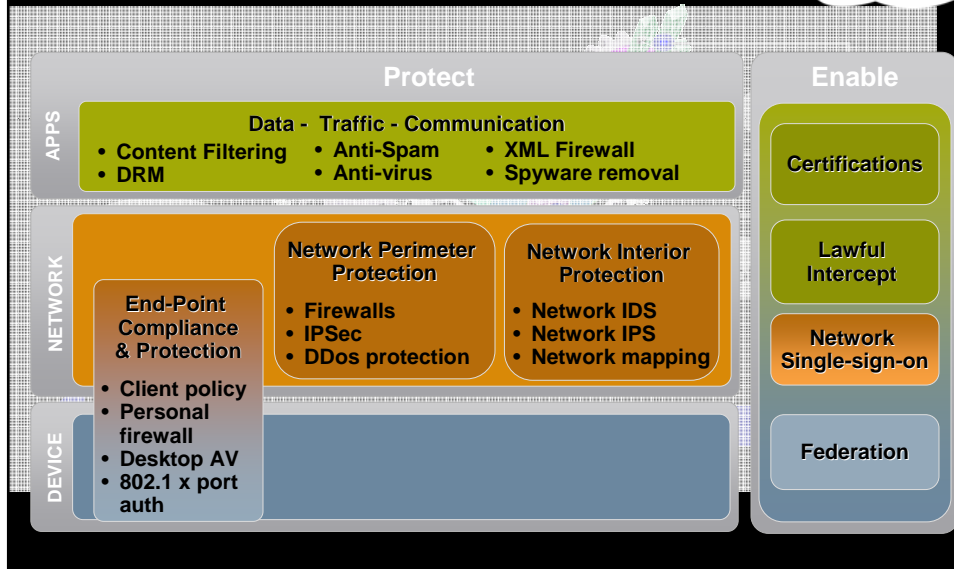 Protect
Enable
APPS
Data - Traffic - Communication
• Content Filtering
• DRM
• Anti-Spam
• Anti-virus
• XML Firewall
• Spyware removal
NETWORK
End-Point
Compliance
& Protection
• Client policy
• Personal
firewall
• Desktop AV
• 802.1 x port
auth
Network Perimeter
Protection
• Firewalls
• IPSec
• DDos protection
Network Interior
Protection
• Network IDS
• Network IPS
• Network mapping
DEVICE
Certifications
Lawful
Intercept
Network
Single-sign-on
Federation